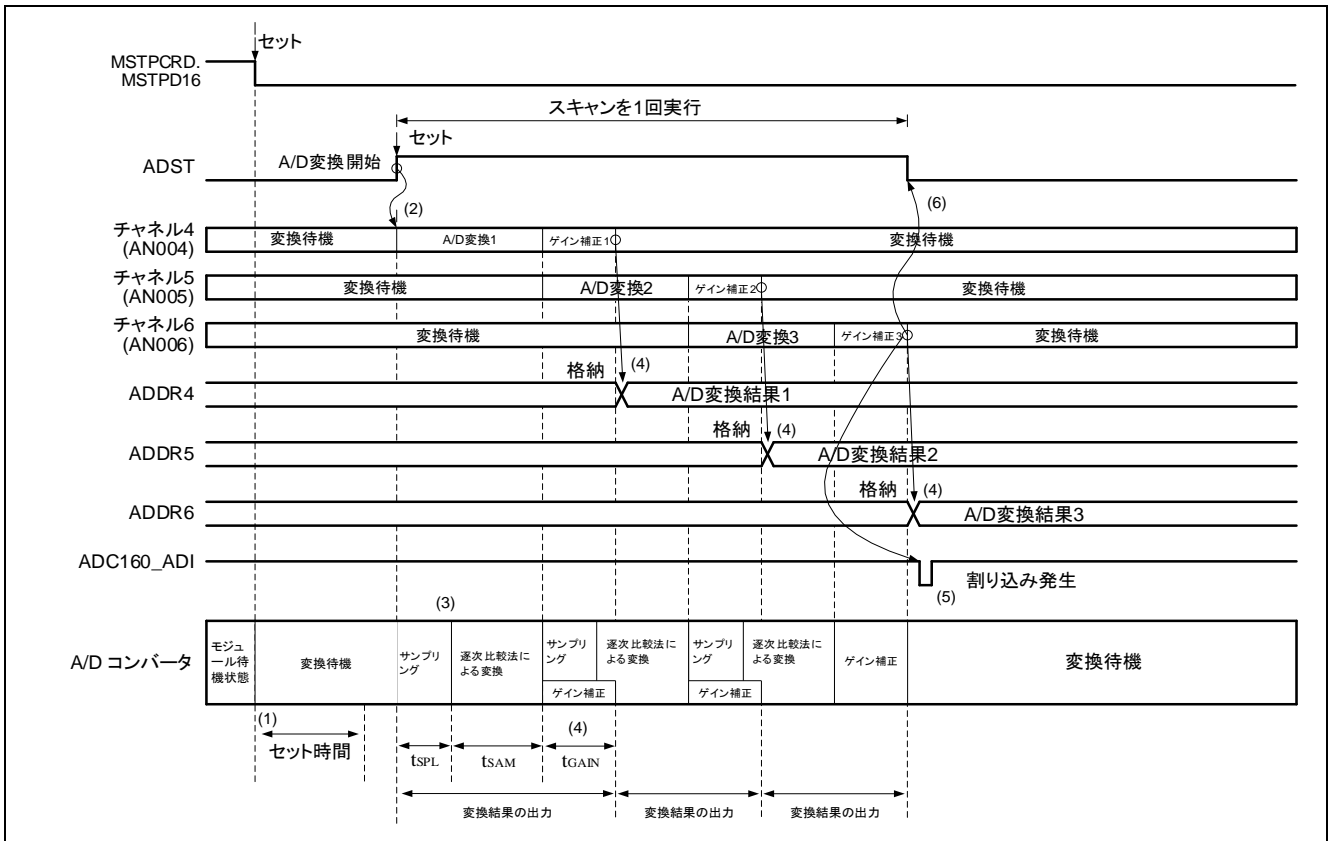 セット
MSTPCRD.
MSTPD16
スキャンを1回実行
セット
A/D変換開始
ADST
(2)
(6)
チャネル4
(AN004)
変換待機
A/D変換1
ゲイン補正1
変換待機
チャネル5
(AN005)
変換待機
A/D変換2
ゲイン補正2
変換待機
チャネル6
(AN006)
変換待機
A/D変換3
ゲイン補正3
変換待機
格納
(4)
ADDR4
A/D変換結果1
格納
(4)
ADDR5
A/D変換結果2
格納
(4)
ADDR6
A/D変換結果3
ADC160_ADI
割り込み発生
(5)
(3)
A/D コンバータ
モジュ
ール待
機状態
変換待機
サンプリ
ング
逐次比較法に
よる変換
サンプリ
ング
逐次比較法に
よる変換
サンプリ
ング
逐次比較法に
よる変換
ゲイン補正
変換待機
ゲイン補正
ゲイン補正
(1)
セット時間
(4)
tSPL
tSAM
tGAIN
変換結果の出力
変換結果の出力
変換結果の出力